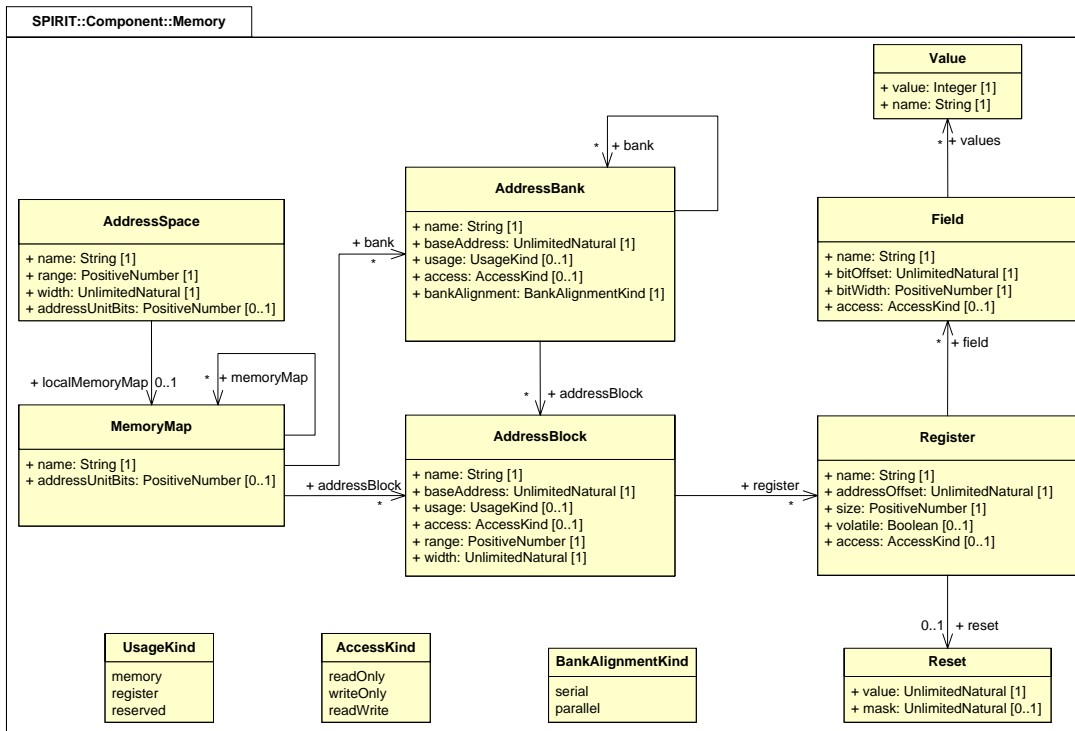 SPIRIT::Component::Memory
Value
+ value: Integer [1]
+ name: String [1]
* + values
* + bank
AddressBank
+ name: String [1]
+ baseAddress: UnlimitedNatural [1]
+ usage: UsageKind [0..1]
+ access: AccessKind [0..1]
+ bankAlignment: BankAlignmentKind [1]
AddressSpace
+ name: String [1]
+ range: PositiveNumber [1]
+ width: UnlimitedNatural [1]
+ addressUnitBits: PositiveNumber [0..1]
+ bank
*
Field
+ name: String [1]
+ bitOffset: UnlimitedNatural [1]
+ bitWidth: PositiveNumber [1]
+ access: AccessKind [0..1]
* + field
+ localMemoryMap 0..1
* + memoryMap
* + addressBlock
MemoryMap
+ name: String [1]
+ addressUnitBits: PositiveNumber [0..1]
+ addressBlock
*
AddressBlock
+ name: String [1]
+ baseAddress: UnlimitedNatural [1]
+ usage: UsageKind [0..1]
+ access: AccessKind [0..1]
+ range: PositiveNumber [1]
+ width: UnlimitedNatural [1]
+ register
*
Register
+ name: String [1]
+ addressOffset: UnlimitedNatural [1]
+ size: PositiveNumber [1]
+ volatile: Boolean [0..1]
+ access: AccessKind [0..1]
0..1 + reset
UsageKind
memory
register
reserved
AccessKind
readOnly
writeOnly
readWrite
BankAlignmentKind
serial
parallel
Reset
+ value: UnlimitedNatural [1]
+ mask: UnlimitedNatural [0..1]